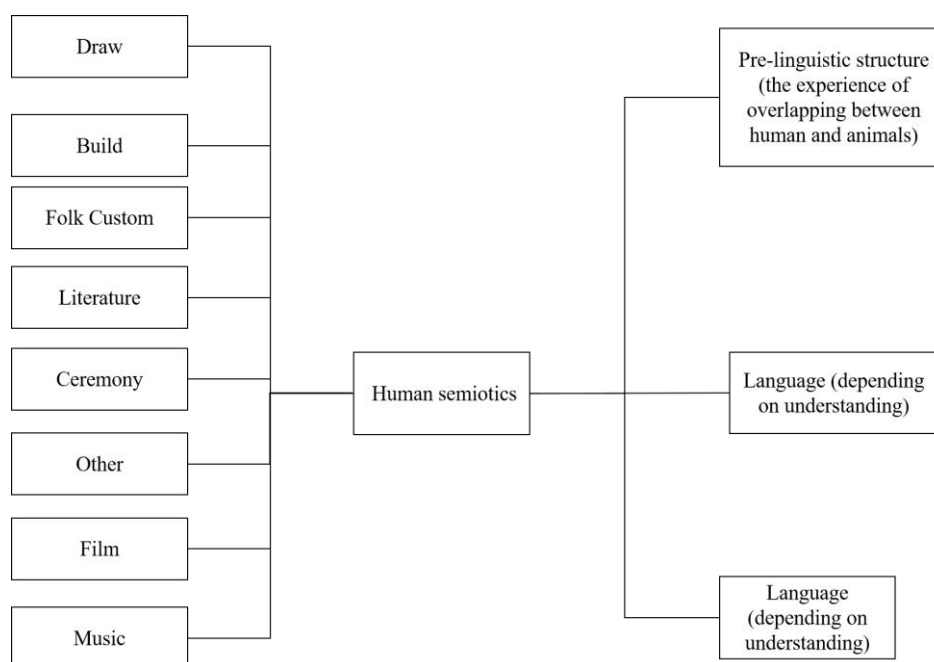 Draw
Build
Folk Custom
Literature
Ceremony
Other
Film
Music
Human semiotics
Pre-linguistic structure
(the experience of
overlapping between
human and animals)
Language (depending
on understanding)
Language
(depending on
understanding)